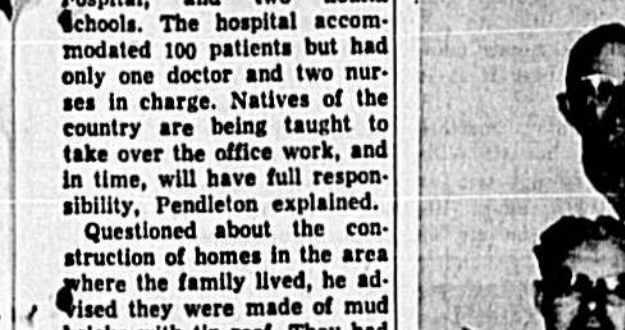 schools. The hospital accom-
modated 100 patients but had
only one doctor and two nur-
ses in charge. Natives of the
country are being taught to
take over the office work, and
in time, will have full respon-
sibility, Pendleton explained.
Questioned about the con-
struction of homes in the area
where the family lived, he ad-
vised they were made of mud